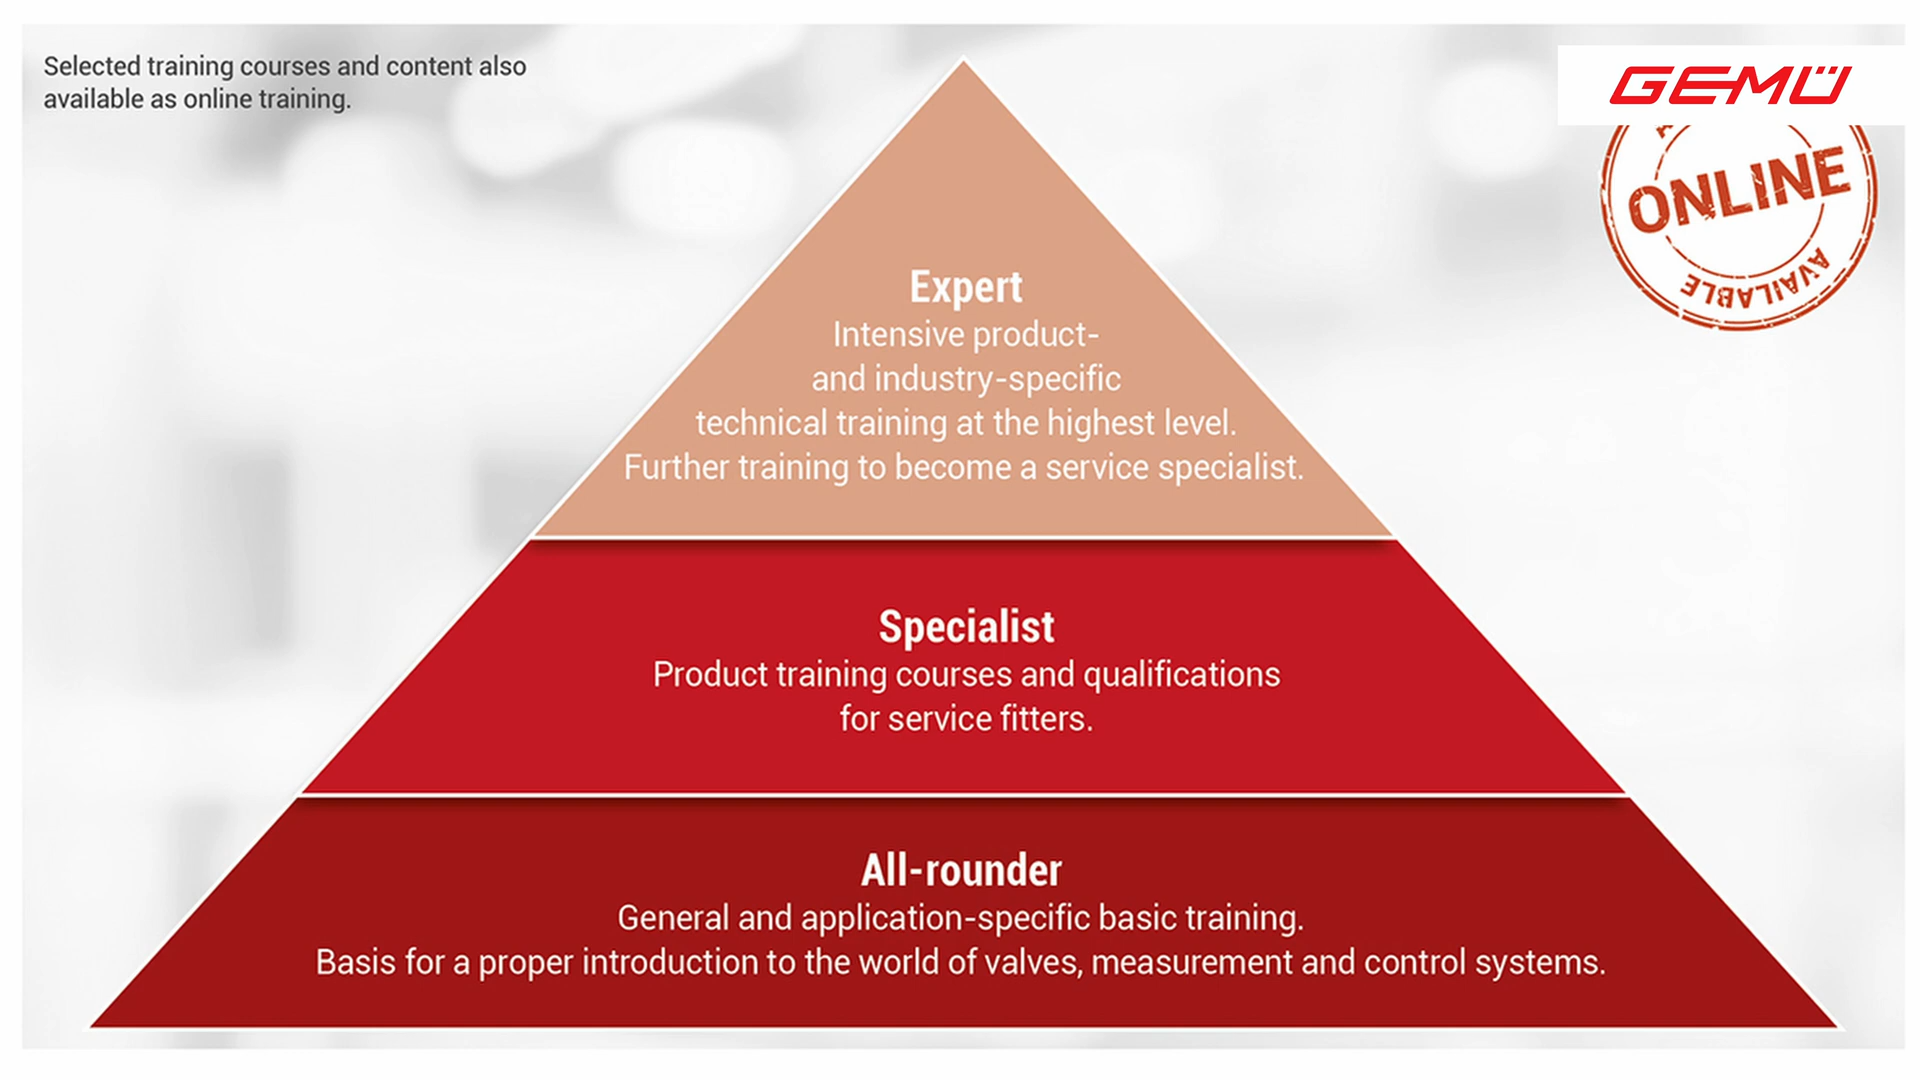 Selected training courses and content also
available as online training.
GEMÜ
ONLINE
AVAILABLE
Expert
Intensive product-
and industry-specific
technical training at the highest level.
Further training to become a service specialist.
Specialist
Product training courses and qualifications
for service fitters.
All-rounder
General and application-specific basic training.
Basis for a proper introduction to the world of valves, measurement and control systems.